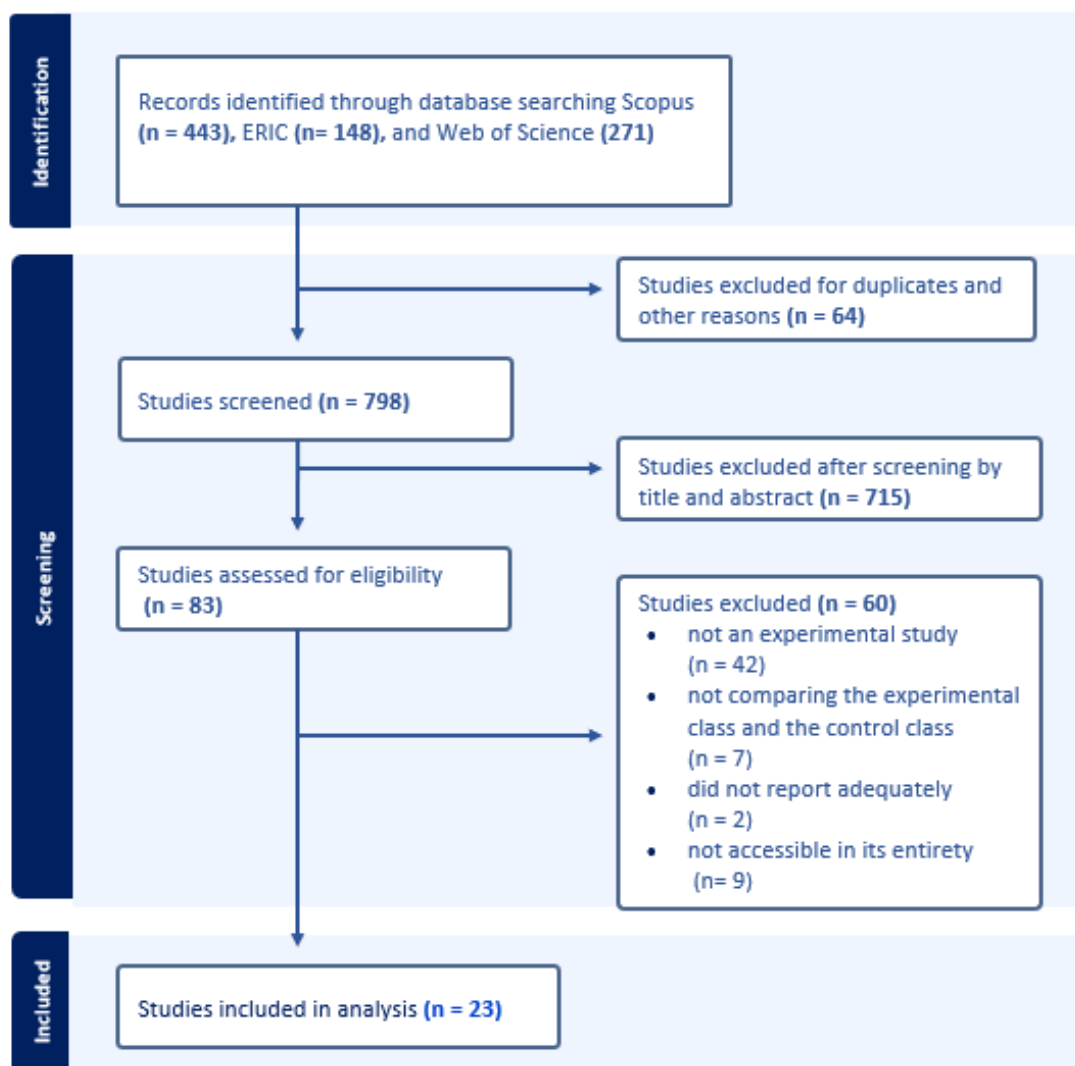 Identification
Records identified through database searching Scopus
(n = 443), ERIC (n= 148), and Web of Science (271)
Screening
Studies excluded for duplicates and
other reasons (n = 64)
Studies screened (n = 798)
Studies excluded after screening by
title and abstract (n = 715)
Studies assessed for eligibility
(n = 83)
Studies excluded (n = 60)
• not an experimental study
(n = 42)
• not comparing the experimental
class and the control class
(n = 7)
• did not report adequately
(n = 2)
• not accessible in its entirety
(n= 9)
Included
Studies included in analysis (n = 23)